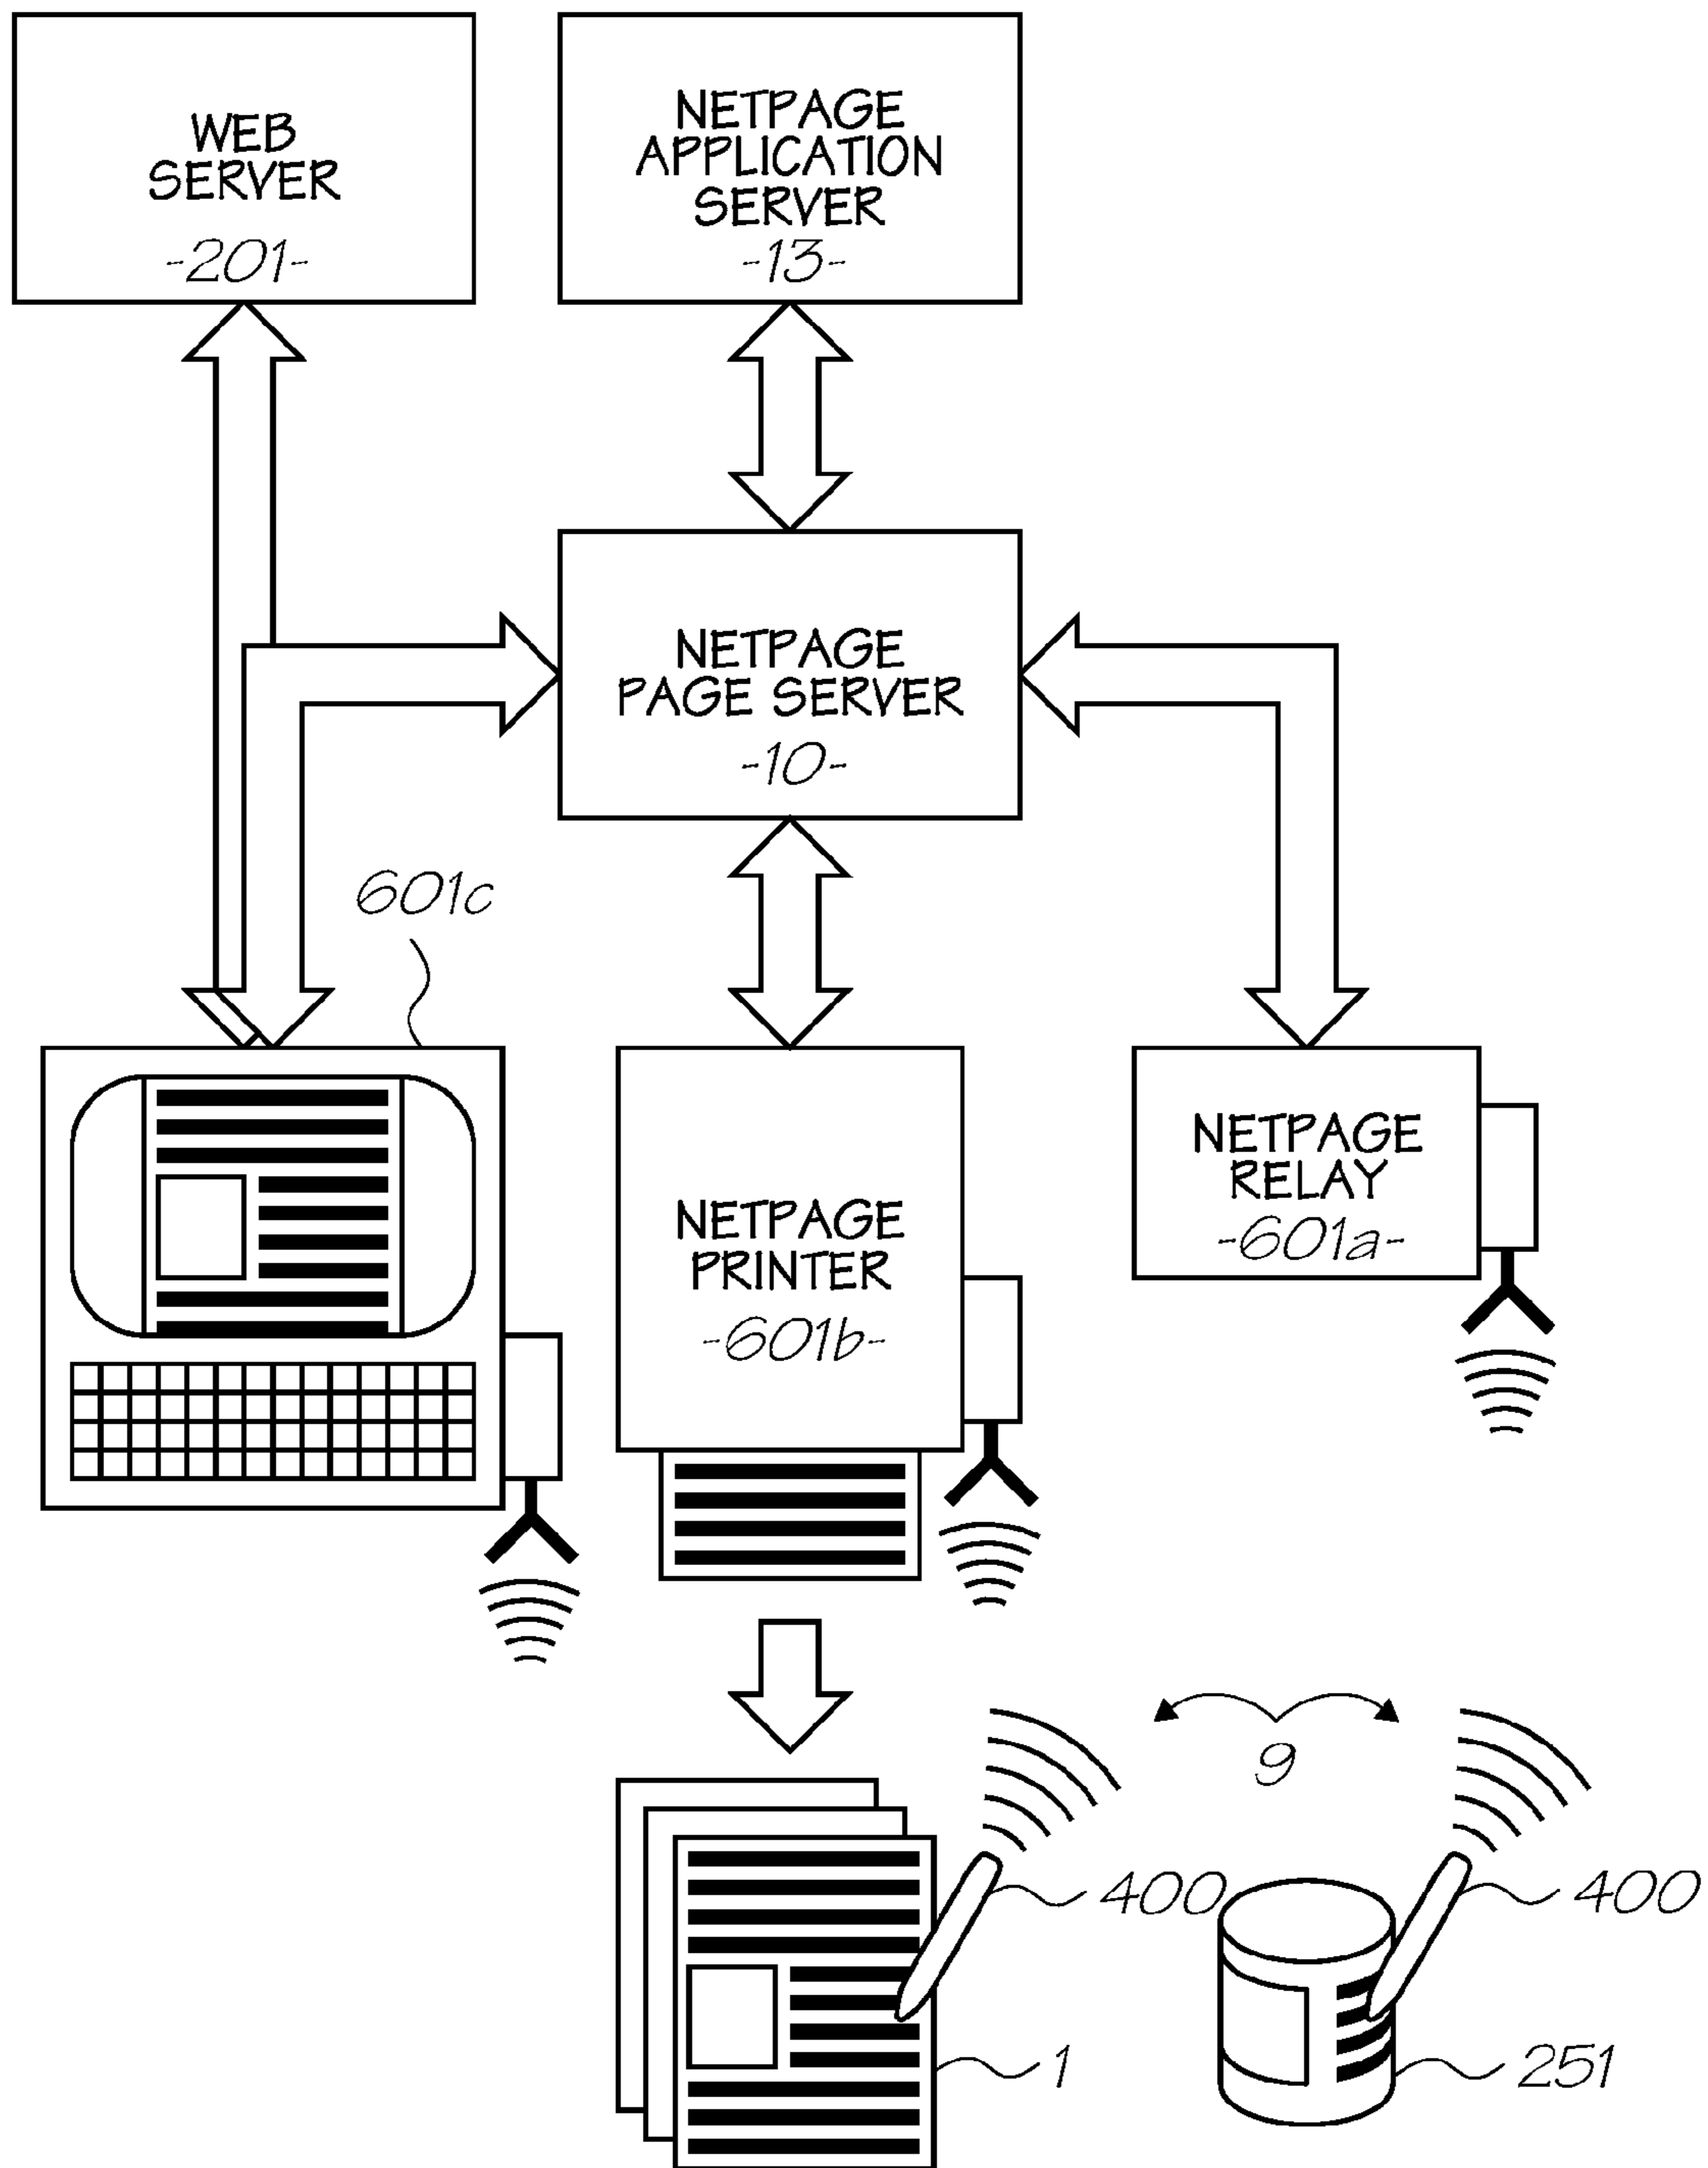 WEB
SERVER
-201-
NETPAGE
APPLICATION
SERVER
-13-
NETPAGE
PAGE SERVER
-10-
601c
NETPAGE
PRINTER
-601b-
NETPAGE
RELAY
-601a-
9
400
400
1
251